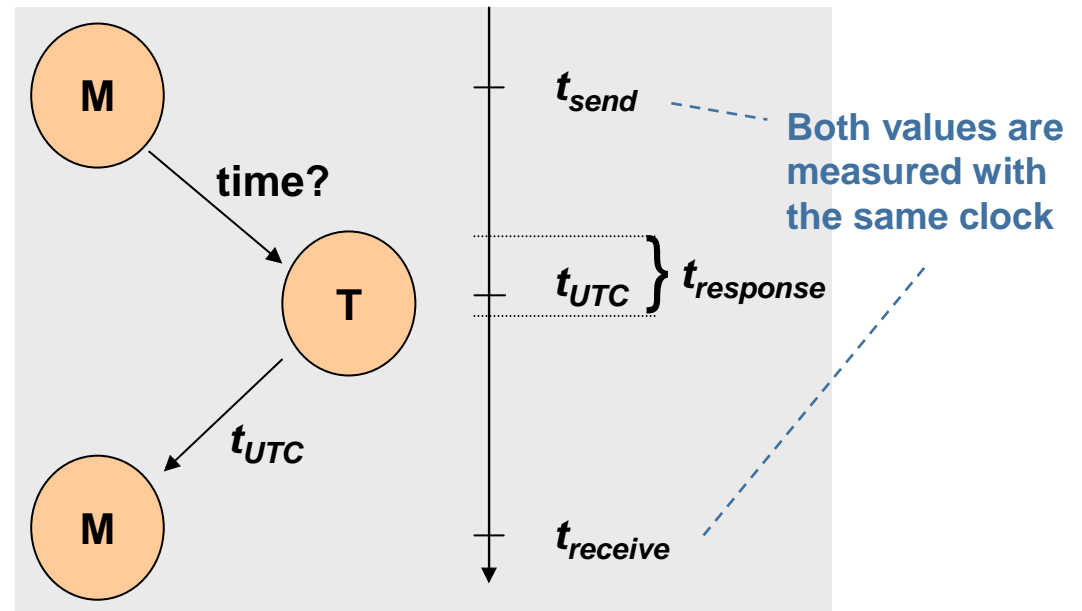 M
t_send
Both values are
measured with
the same clock
time?
T
t_UTC } t_response
t_UTC
M
t_receive